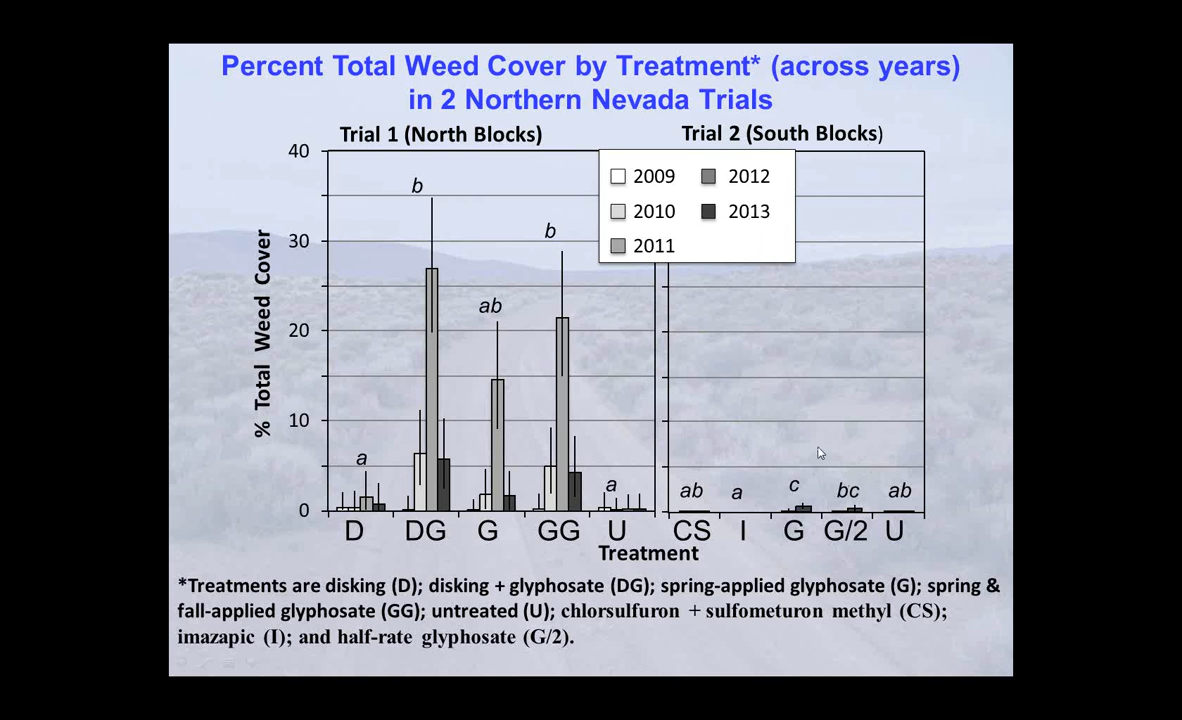 Percent Total Weed Cover by Treatment* (across years)
in 2 Northern Nevada Trials
Trial 1 (North Blocks)
Trial 2 (South Blocks)
% Total Weed Cover
40
30
20
10
0
2009
2012
2010
2013
2011
b
b
ab
a
a
ab
a
c
bc
ab
D
DG
G
GG
U
CS
I
G
G/2
U
Treatment
*Treatments are disking (D); disking + glyphosate (DG); spring-applied glyphosate (G); spring &
fall-applied glyphosate (GG); untreated (U); chlorsulfuron + sulfometuron methyl (CS);
imazapic (I); and half-rate glyphosate (G/2).